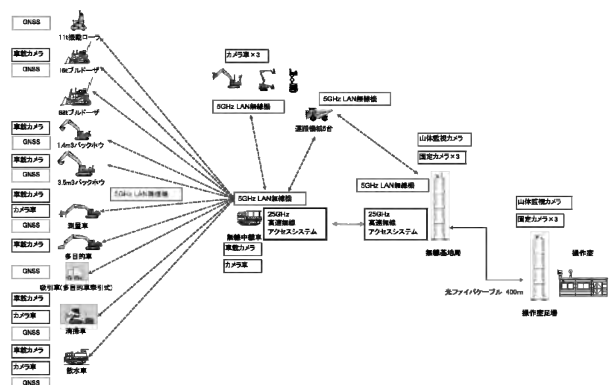 GNSS
11t振動ローラ
車載カメラ
16tブルドーザ
GNSS
GNSS
車載カメラ
1.4m3バックホウ
GNSS
車載カメラ
3.5m3バックホウ
GNSS
車載カメラ
カメラ車
測量車
GNSS
車載カメラ
多目的車
GNSS
吸引車(多目的車牽引式)
車載カメラ
カメラ車
清掃車
GNSS
車載カメラ
カメラ車
散水車
GNSS
5GHz LAN無線機
カメラ車×3
5GHz LAN無線機
5GHz LAN無線機
運搬機械5台
5GHz LAN無線機
25GHz
高速無線
アクセスシステム
無線中継車
車載カメラ
カメラ車
山体監視カメラ
固定カメラ×3
5GHz LAN無線機
25GHz
高速無線
アクセスシステム
無線基地局
山体監視カメラ
固定カメラ×3
操作室
光ファイバケーブル 400m
操作室足場